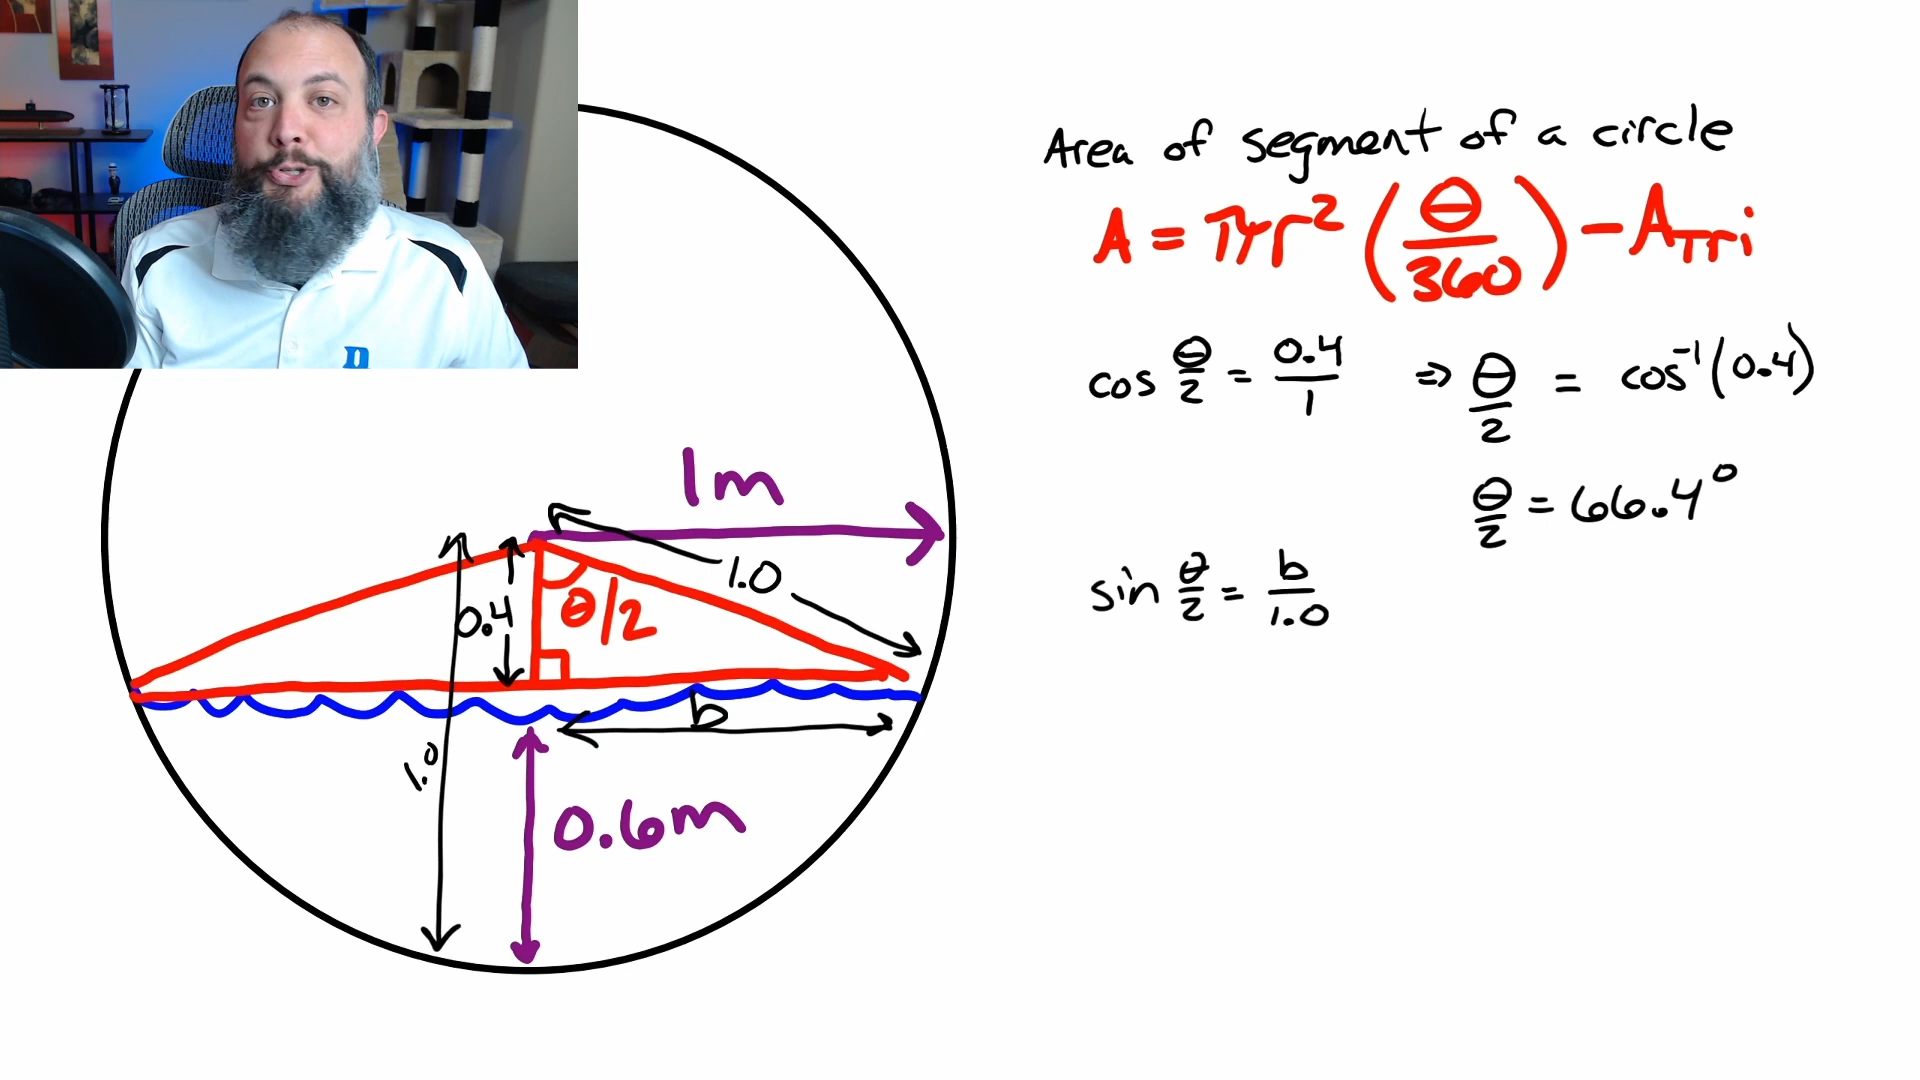 Area of segment of a circle
A = πr² (θ/360) - ATri
cos θ/2 = 0.4/1 ⇒ θ/2 = cos⁻¹(0.4)
θ/2 = 66.4°
sin θ/2 = b/1.0
1m
1.0
0.4
θ/2
b
1.0
0.6m
D